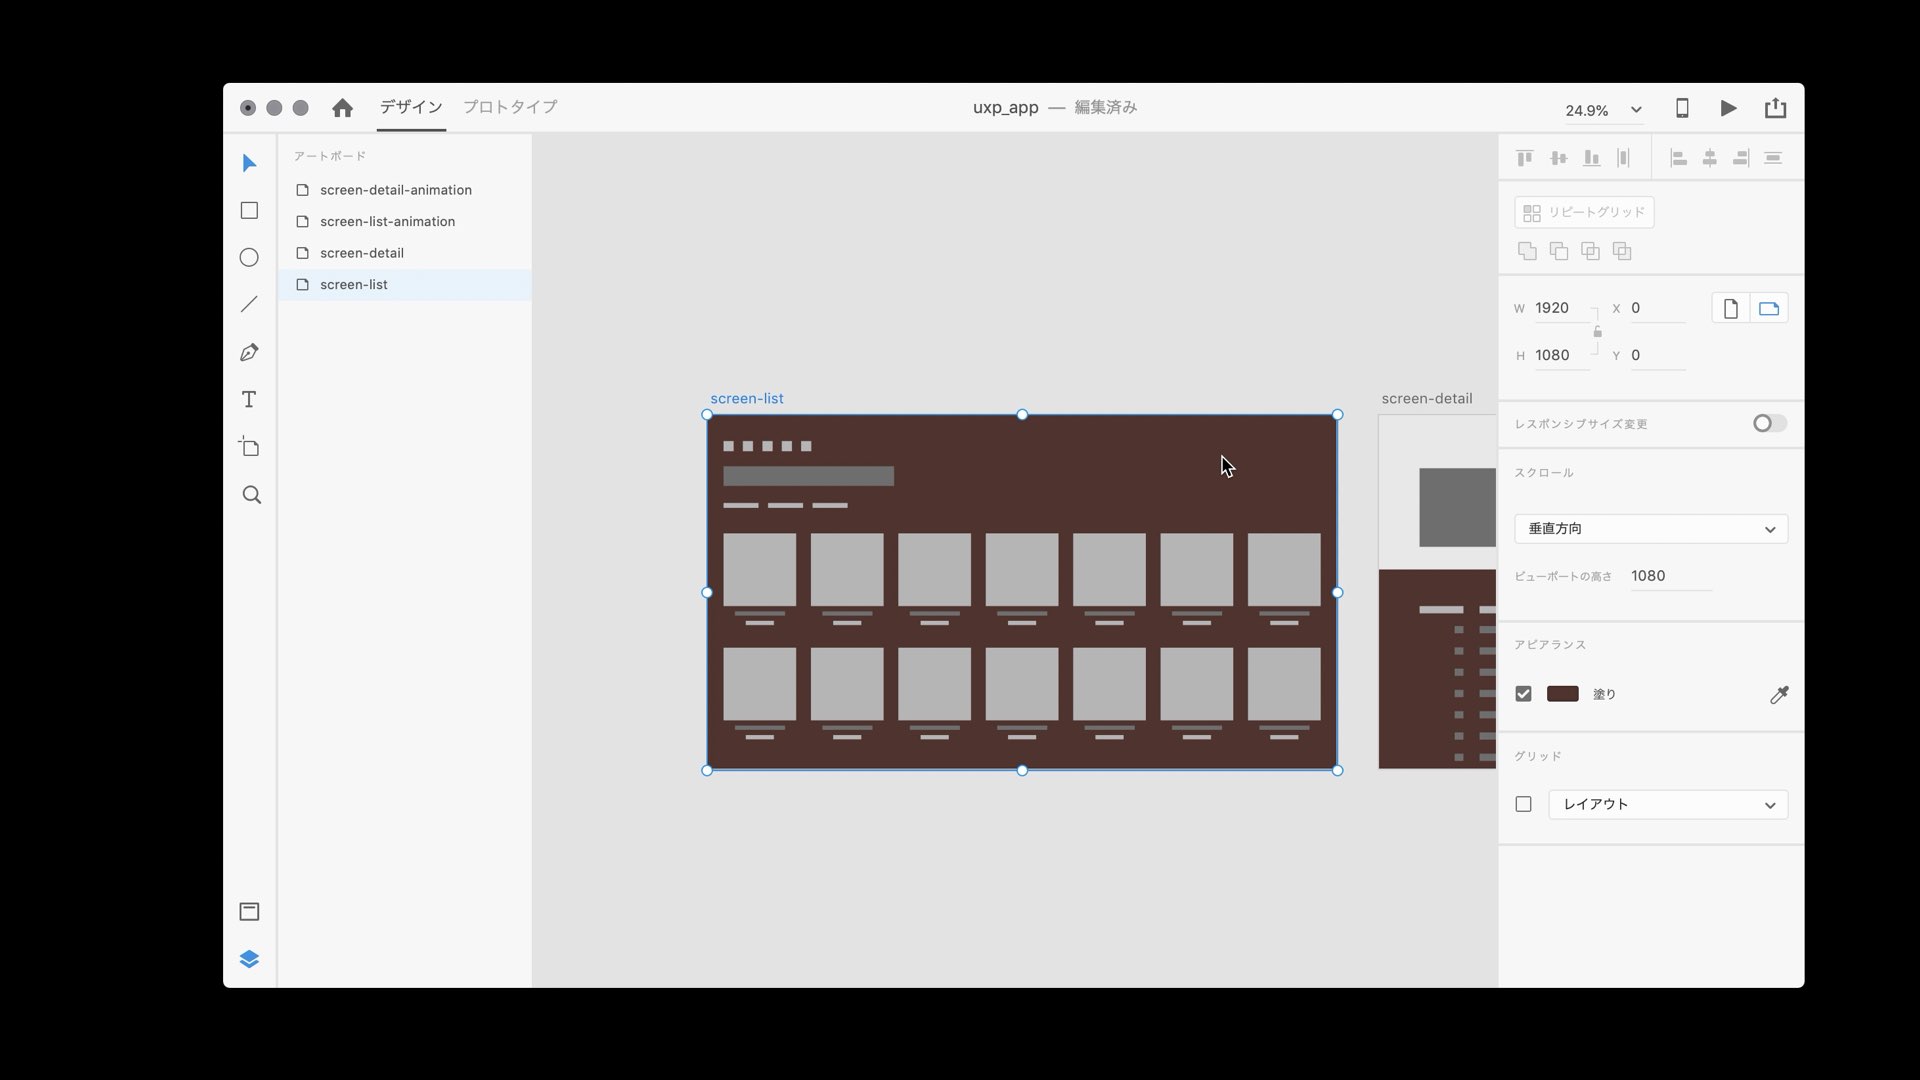 デザイン プロトタイプ uxp_app — 編集済み 24.9%
アートボード
screen-detail-animation
screen-list-animation
screen-detail
screen-list
screen-list
screen-detail
リピートグリッド
W 1920 X 0
H 1080 Y 0
レスポンシブサイズ変更
スクロール
垂直方向
ビューポートの高さ 1080
アピアランス
塗り
グリッド
レイアウト